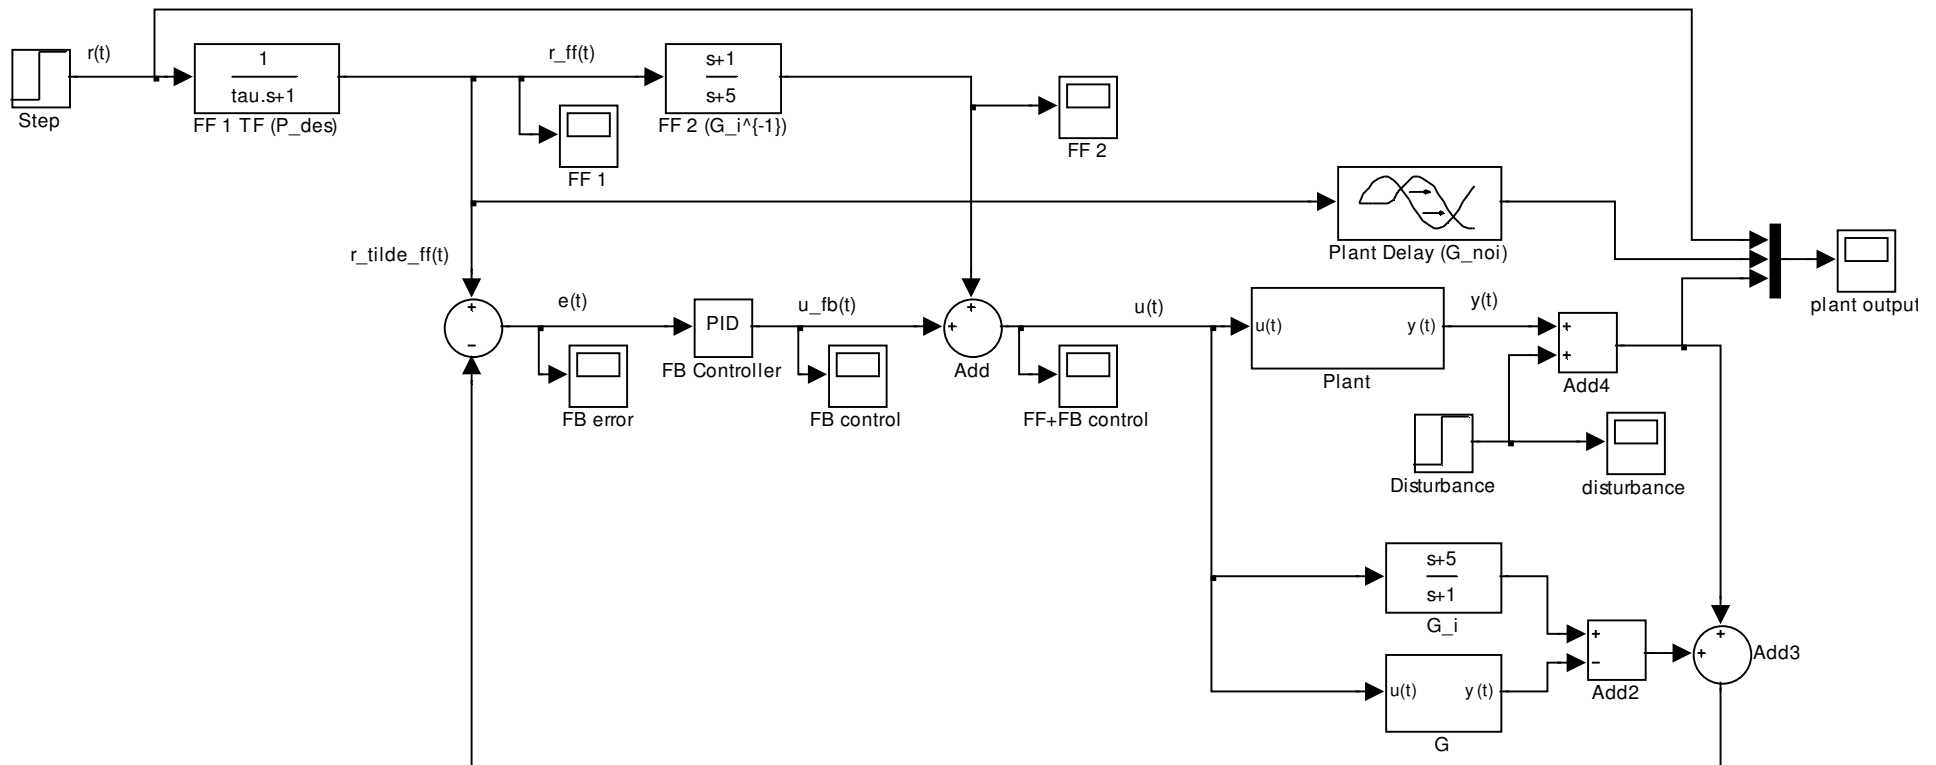 r(t)
1
tau.s+1
Step
FF 1 TF (P_des)
r_ff(t)
s+1
s+5
FF 2 (G_i^{-1})
FF 1
FF 2
Plant Delay (G_noi)
r_tilde_ff(t)
plant output
+
−
e(t)
PID
FB Controller
u_fb(t)
+
+
Add
u(t)
u(t)
y(t)
Plant
y(t)
+
+
Add4
FB error
FB control
FF+FB control
Disturbance
disturbance
s+5
s+1
G_i
+
−
Add2
+
+
Add3
u(t)
y(t)
G